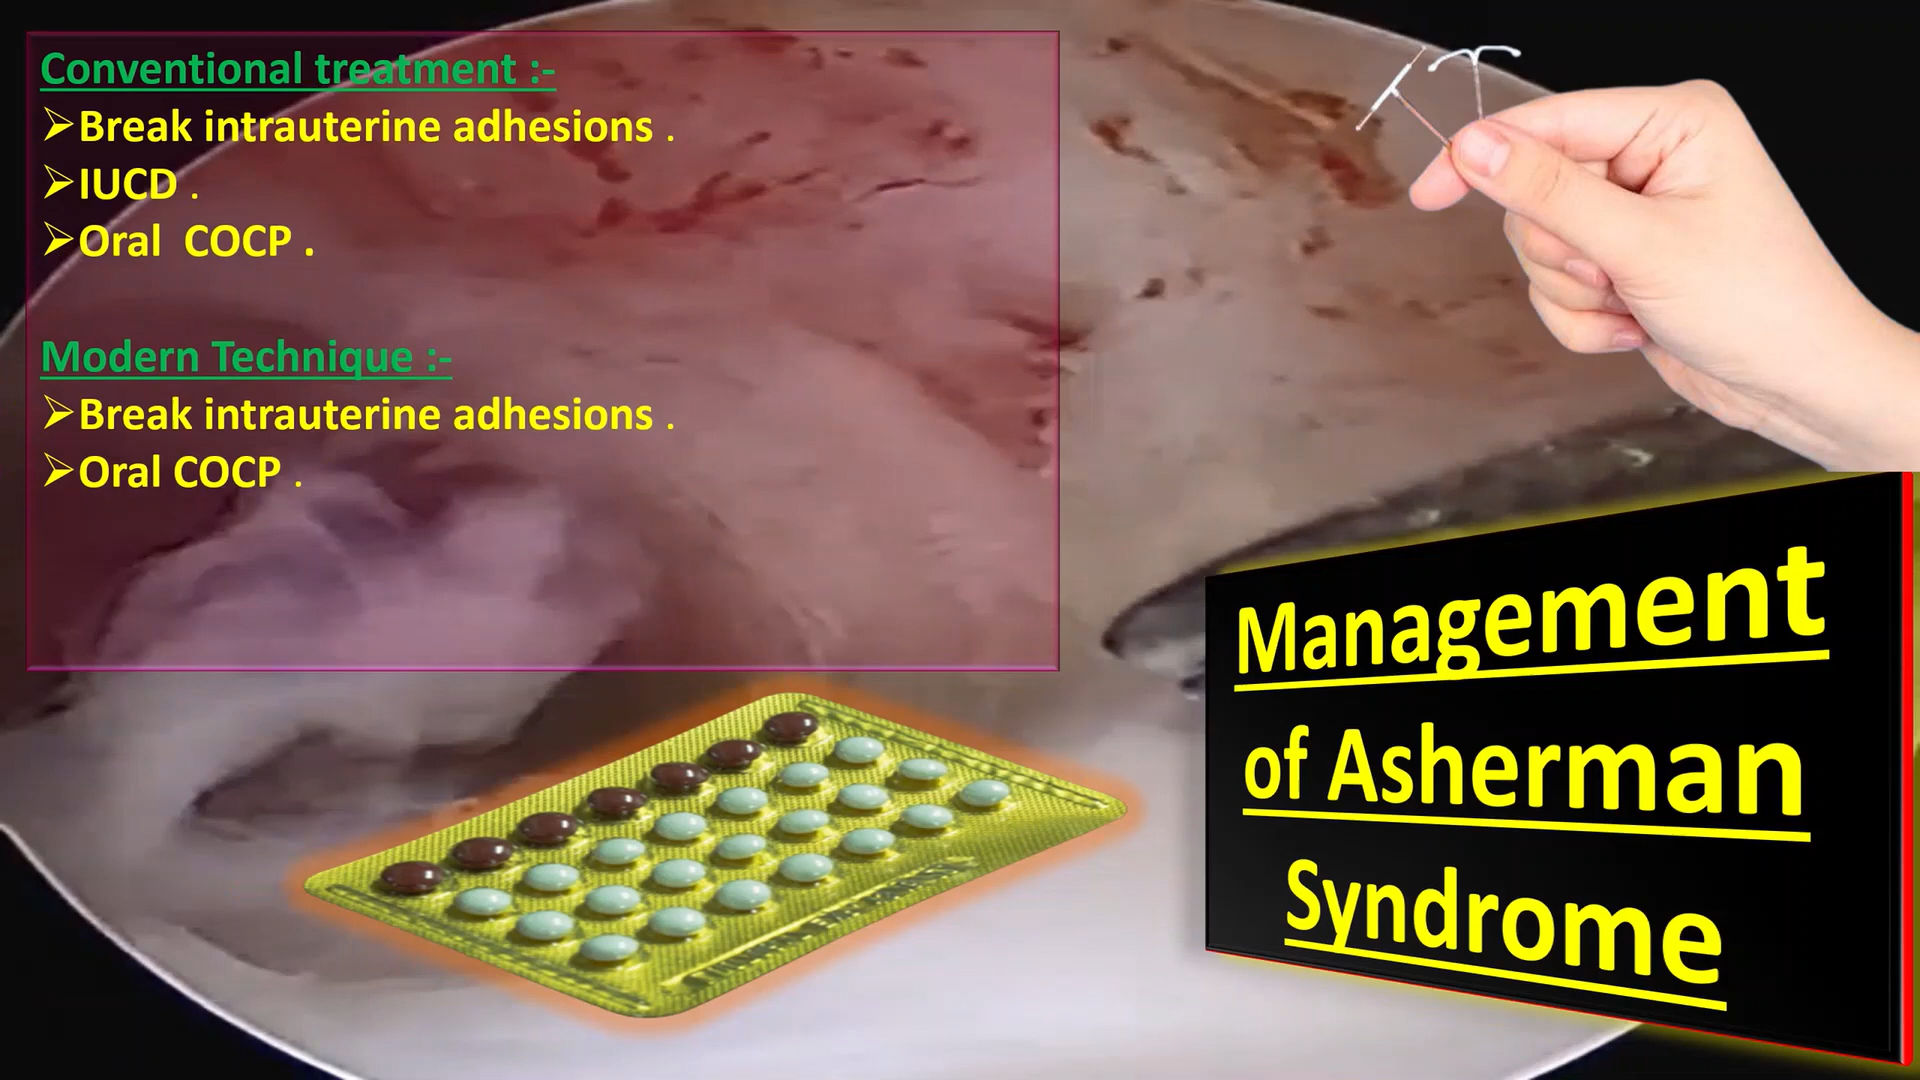 Conventional treatment :-
➢Break intrauterine adhesions .
➢IUCD .
➢Oral  COCP .
Modern Technique :-
➢Break intrauterine adhesions .
➢Oral COCP .
Management
of Asherman
Syndrome